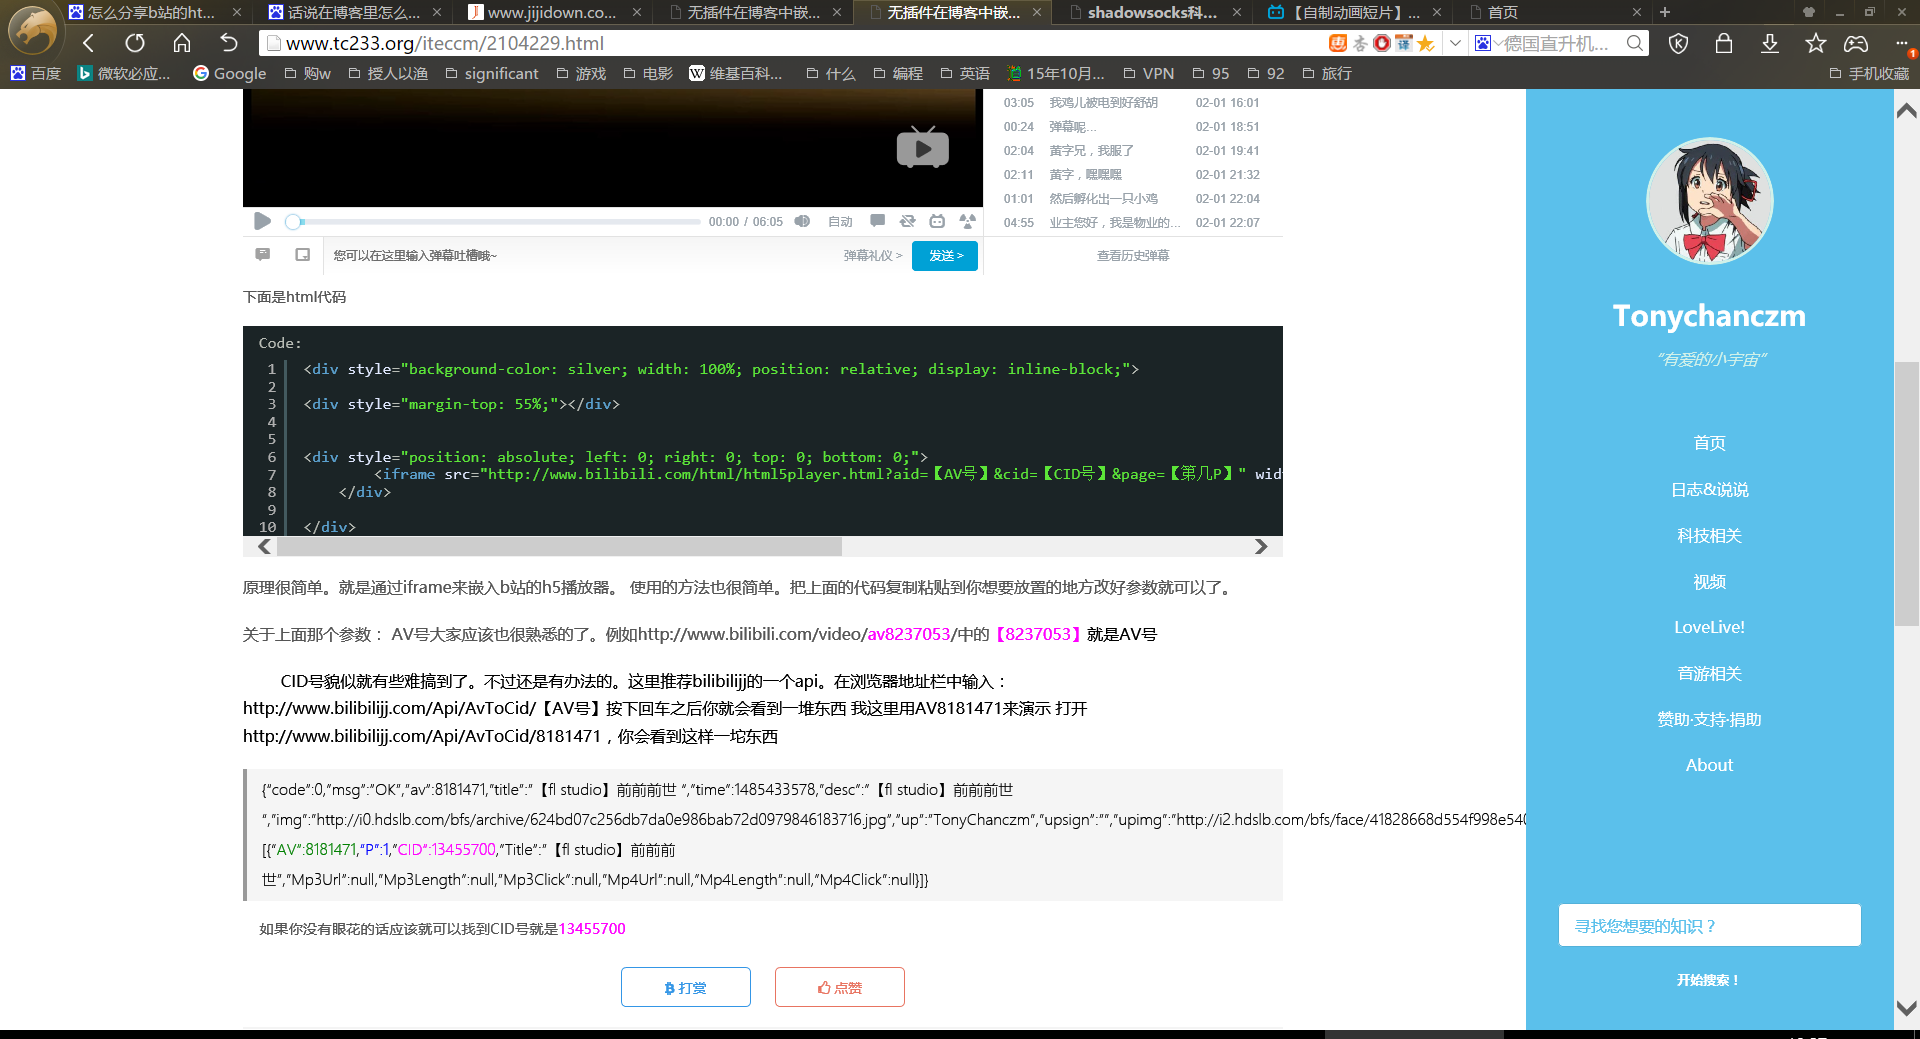 怎么分享b站的ht...
话说在博客里怎么...
www.jijidown.co...
无插件在博客中嵌...
无插件在博客中嵌...
shadowsocks科...
【自制动画短片】...
首页
www.tc233.org/iteccm/2104229.html
德国直升机...
百度
微软必应...
Google
购w
授人以渔
significant
游戏
电影
维基百科...
什么
编程
英语
15年10月...
VPN
95
92
旅行
手机收藏
03:05 我鸡儿被电到好舒胡 02-01 16:01
00:24 弹幕呢... 02-01 18:51
02:04 黄字兄，我服了 02-01 19:41
02:11 黄字，嘿嘿嘿 02-01 21:32
01:01 然后孵化出一只小鸡 02-01 22:04
04:55 业主您好，我是物业的... 02-01 22:07
00:00 / 06:05 自动
您可以在这里输入弹幕吐槽哦~ 弹幕礼仪 > 发送 >
查看历史弹幕
下面是html代码
Code:
1 <div style="background-color: silver; width: 100%; position: relative; display: inline-block;">
2
3 <div style="margin-top: 55%;"></div>
4
5
6 <div style="position: absolute; left: 0; right: 0; top: 0; bottom: 0;">
7 <iframe src="http://www.bilibili.com/html/html5player.html?aid=【AV号】&cid=【CID号】&page=【第几P】" wid
8 </div>
9
10 </div>
原理很简单。就是通过iframe来嵌入b站的h5播放器。 使用的方法也很简单。把上面的代码复制粘贴到你想要放置的地方改好参数就可以了。
关于上面那个参数： AV号大家应该也很熟悉的了。例如http://www.bilibili.com/video/av8237053/中的【8237053】就是AV号
CID号貌似就有些难搞到了。不过还是有办法的。这里推荐bilibilijj的一个api。在浏览器地址栏中输入：
http://www.bilibilijj.com/Api/AvToCid/【AV号】按下回车之后你就会看到一堆东西 我这里用AV8181471来演示 打开
http://www.bilibilijj.com/Api/AvToCid/8181471，你会看到这样一坨东西
{“code”:0,”msg”:”OK”,”av”:8181471,”title”:”【fl studio】前前前世 “,”time”:1485433578,”desc”:”【fl studio】前前前世
“,”img”:”http://i0.hdslb.com/bfs/archive/624bd07c256db7da0e986bab72d0979846183716.jpg”,”up”:”TonyChanczm”,”upsign”:””,”upimg”:”http://i2.hdslb.com/bfs/face/41828668d554f998e540
[{“AV”:8181471,”P”:1,”CID”:13455700,”Title”:”【fl studio】前前前
世”,”Mp3Url”:null,”Mp3Length”:null,”Mp3Click”:null,”Mp4Url”:null,”Mp4Length”:null,”Mp4Click”:null}]}
如果你没有眼花的话应该就可以找到CID号就是13455700
打赏
点赞
Tonychanczm
“有爱的小宇宙”
首页
日志&说说
科技相关
视频
LoveLive!
音游相关
赞助·支持·捐助
About
寻找您想要的知识？
开始搜索！